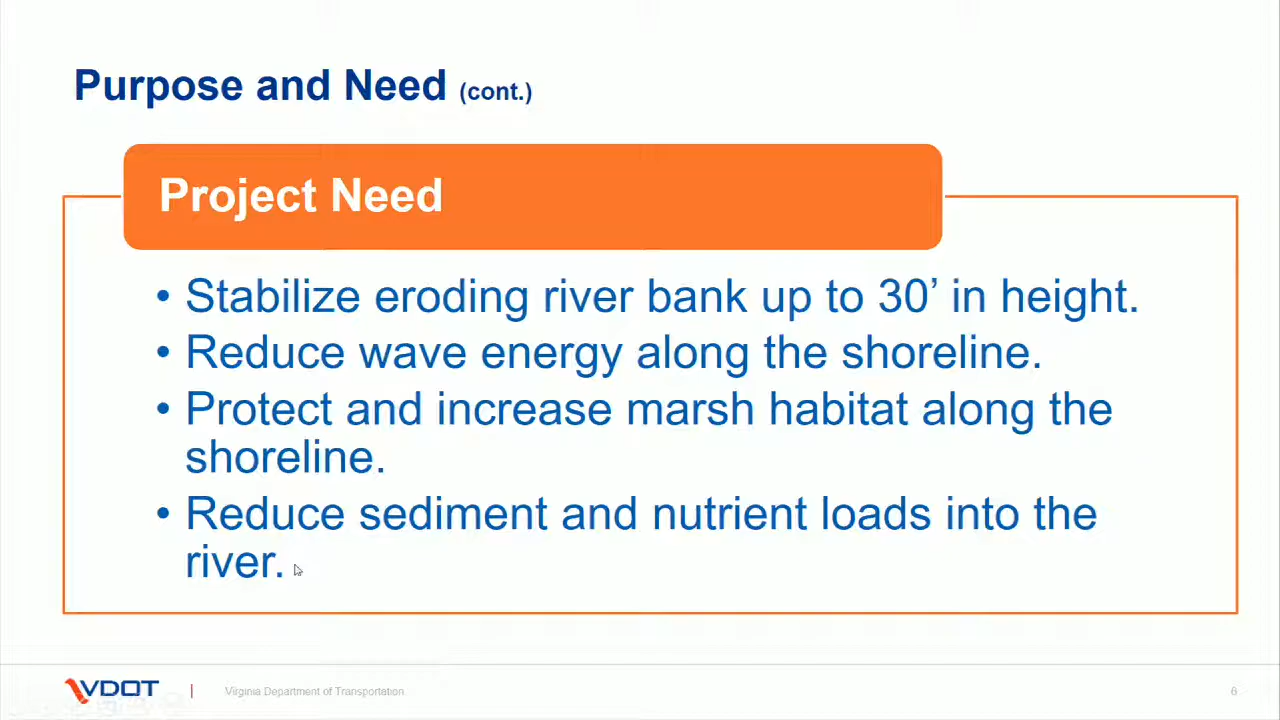 Purpose and Need (cont.)
Project Need
• Stabilize eroding river bank up to 30’ in height.
• Reduce wave energy along the shoreline.
• Protect and increase marsh habitat along the
shoreline.
• Reduce sediment and nutrient loads into the
river.
VDOT | Virginia Department of Transportation 6